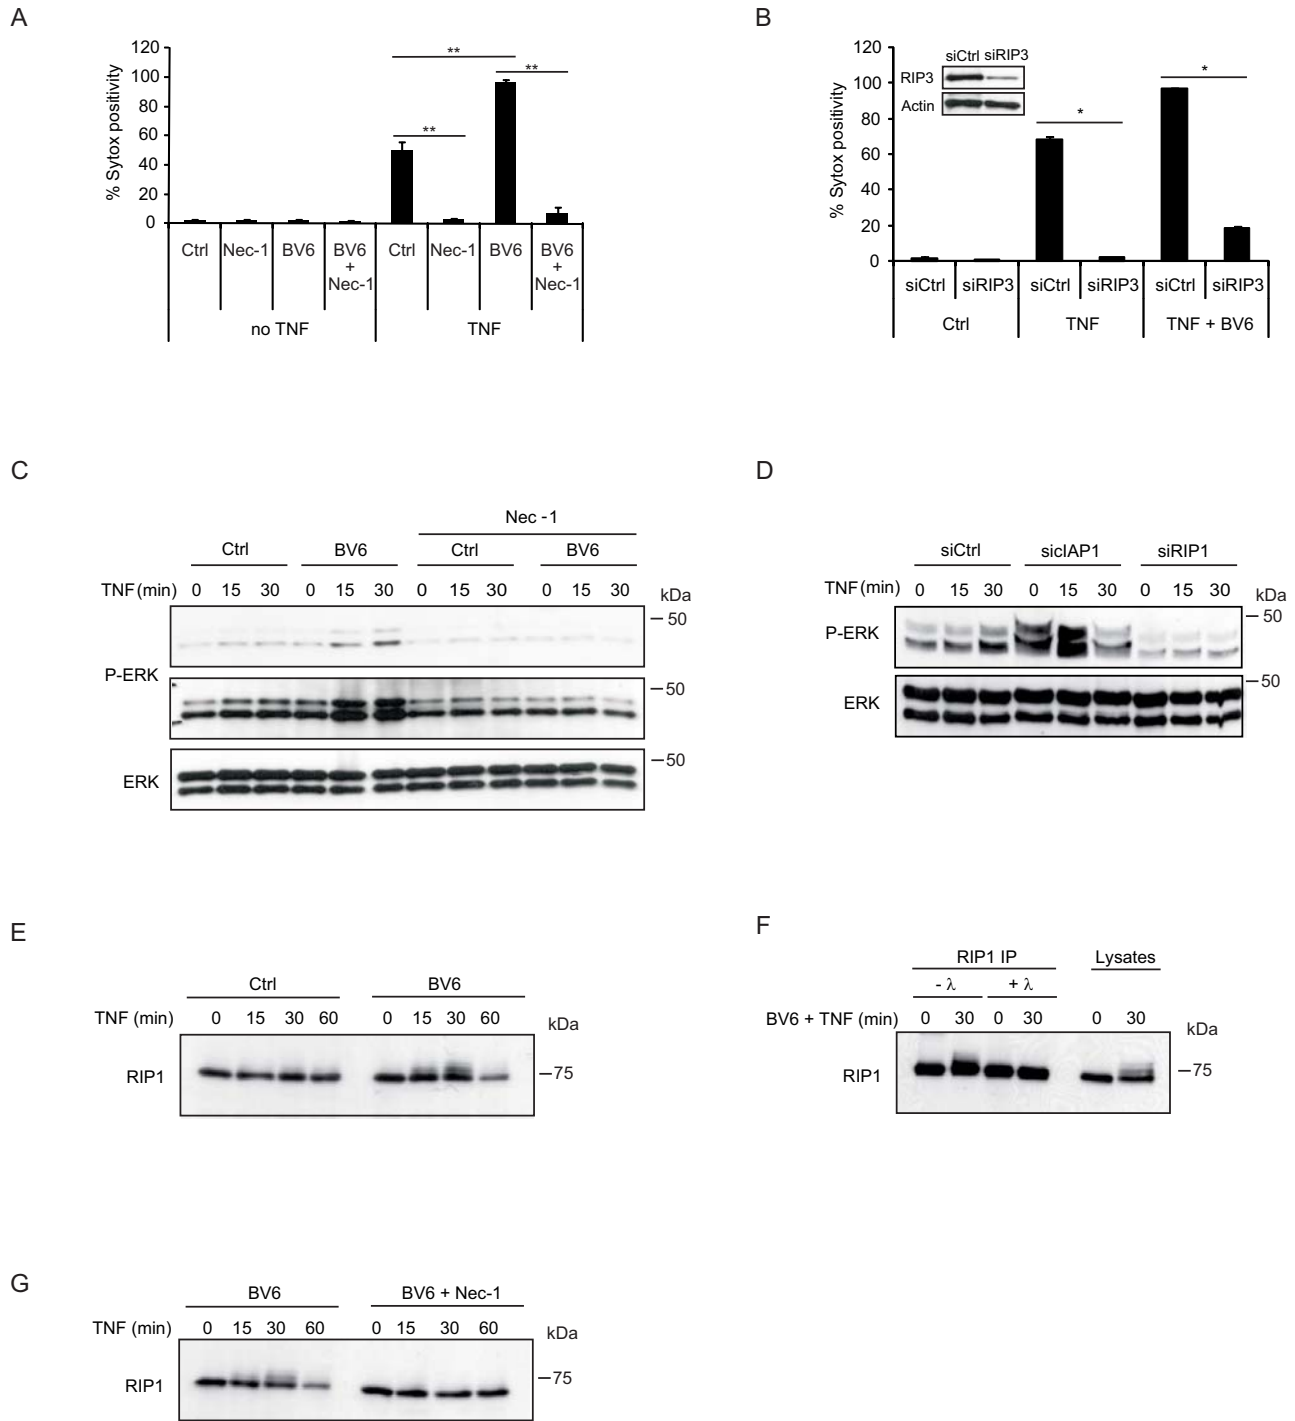 A
120
100
80
60
40
20
0
% Sytox positivity
**
**
**
Ctrl Nec-1 BV6 BV6 + Nec-1 Ctrl Nec-1 BV6 BV6 + Nec-1
no TNF TNF
B
120
100
80
60
40
20
0
% Sytox positivity
siCtrl siRIP3
RIP3
Actin
*
*
siCtrl siRIP3 siCtrl siRIP3 siCtrl siRIP3
Ctrl TNF TNF + BV6
C
Nec -1
Ctrl BV6 Ctrl BV6
TNF (min) 0 15 30 0 15 30 0 15 30 0 15 30
kDa
50
P-ERK
50
ERK
50
D
siCtrl sicIAP1 siRIP1
TNF (min) 0 15 30 0 15 30 0 15 30
kDa
P-ERK
50
ERK
50
E
Ctrl BV6
TNF (min) 0 15 30 60 0 15 30 60
kDa
RIP1
75
F
RIP1 IP Lysates
- λ + λ
BV6 + TNF (min) 0 30 0 30 0 30
kDa
RIP1
75
G
BV6 BV6 + Nec-1
TNF (min) 0 15 30 60 0 15 30 60
kDa
RIP1
75